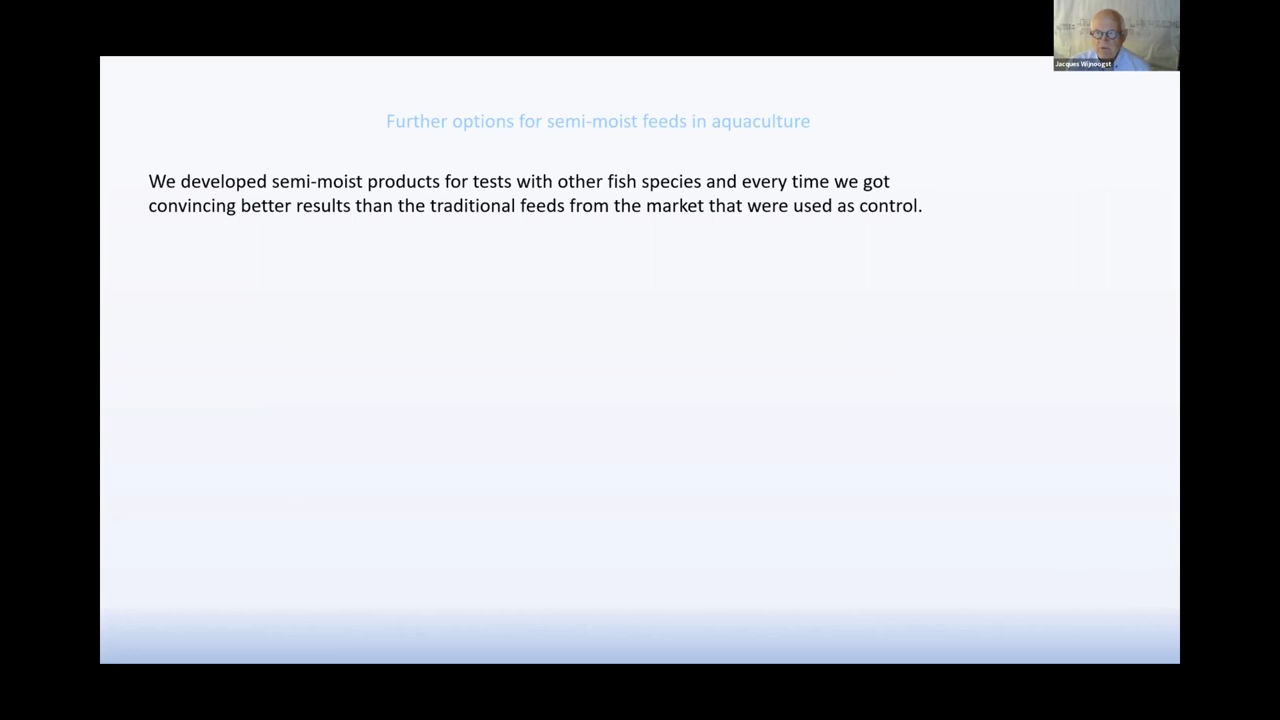 Jacques Wijnoogst
Further options for semi-moist feeds in aquaculture
We developed semi-moist products for tests with other fish species and every time we got
convincing better results than the traditional feeds from the market that were used as control.